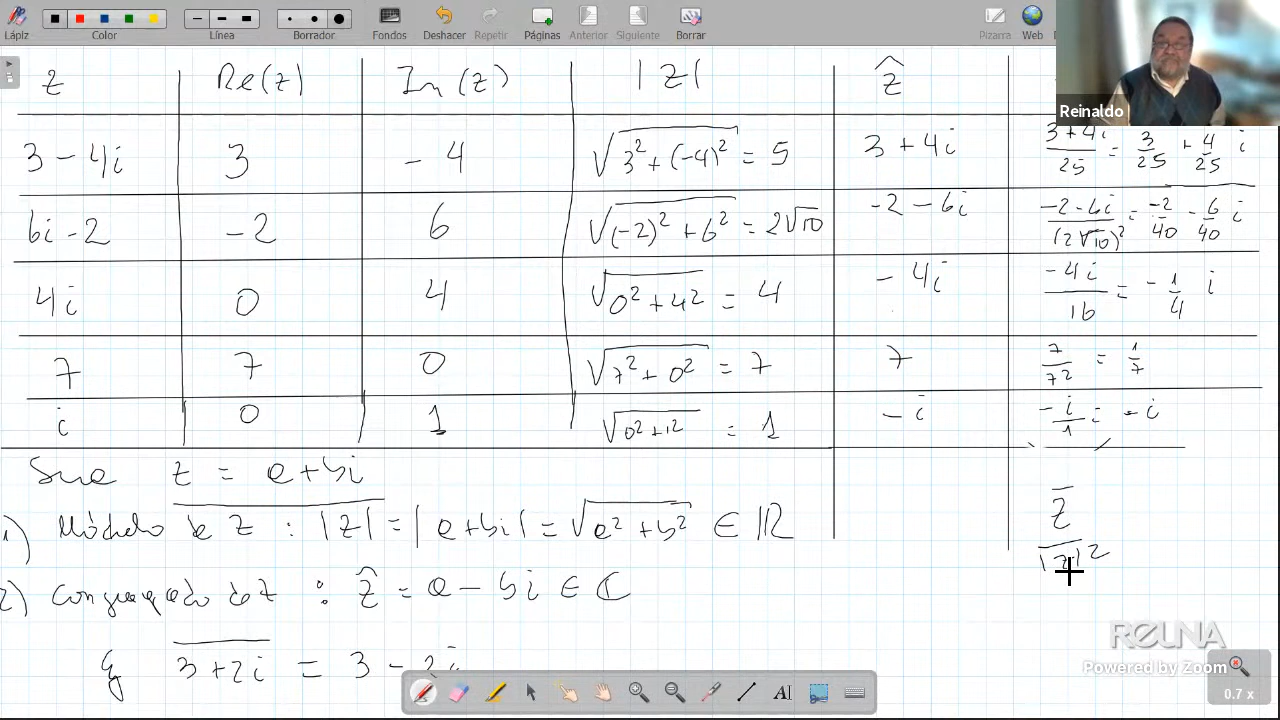 Lápiz Color Línea Borrador Fondos Deshacer Repetir Páginas Anterior Siguiente Borrar Pizarra Web
Reinaldo
z Re(z) Im(z) |z| ẑ
3 - 4i 3 - 4 √(3² + (-4)²) = 5 3 + 4i (3 + 4i)/25 = 3/25 + 4/25 i
6i - 2 -2 6 √((-2)² + 6²) = 2√10 -2 - 6i (-2 - 6i)/(2√10)² = -2/40 - 6/40 i
4i 0 4 √(0² + 4²) = 4 - 4i -4i/16 = - 1/4 i
7 7 0 √(7² + 0²) = 7 7 7/7² = 1/7
i 0 1 √(0² + 1²) = 1 - i -i/1 = - i
z = a + bi
1) Módulo de z : |z| = |a + bi| = √(a² + b²) ∈ ℝ
z̄/|z|²
2) Conjugado de z : ẑ = a - bi ∈ ℂ
Ej 3 + 2i = 3 - 2i
REUNA
Powered by Zoom
AI
0.7 x